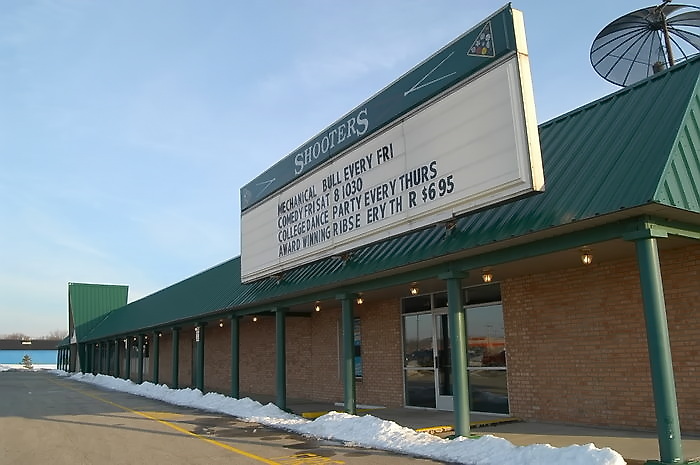 SHOOTERS
MECHANICAL BULL EVERY FRI
COMEDY FRI SAT 8 1030
COLLEGE DANCE PARTY EVERY THURS
AWARD WINNING RIBS E ERY TH R $6 95